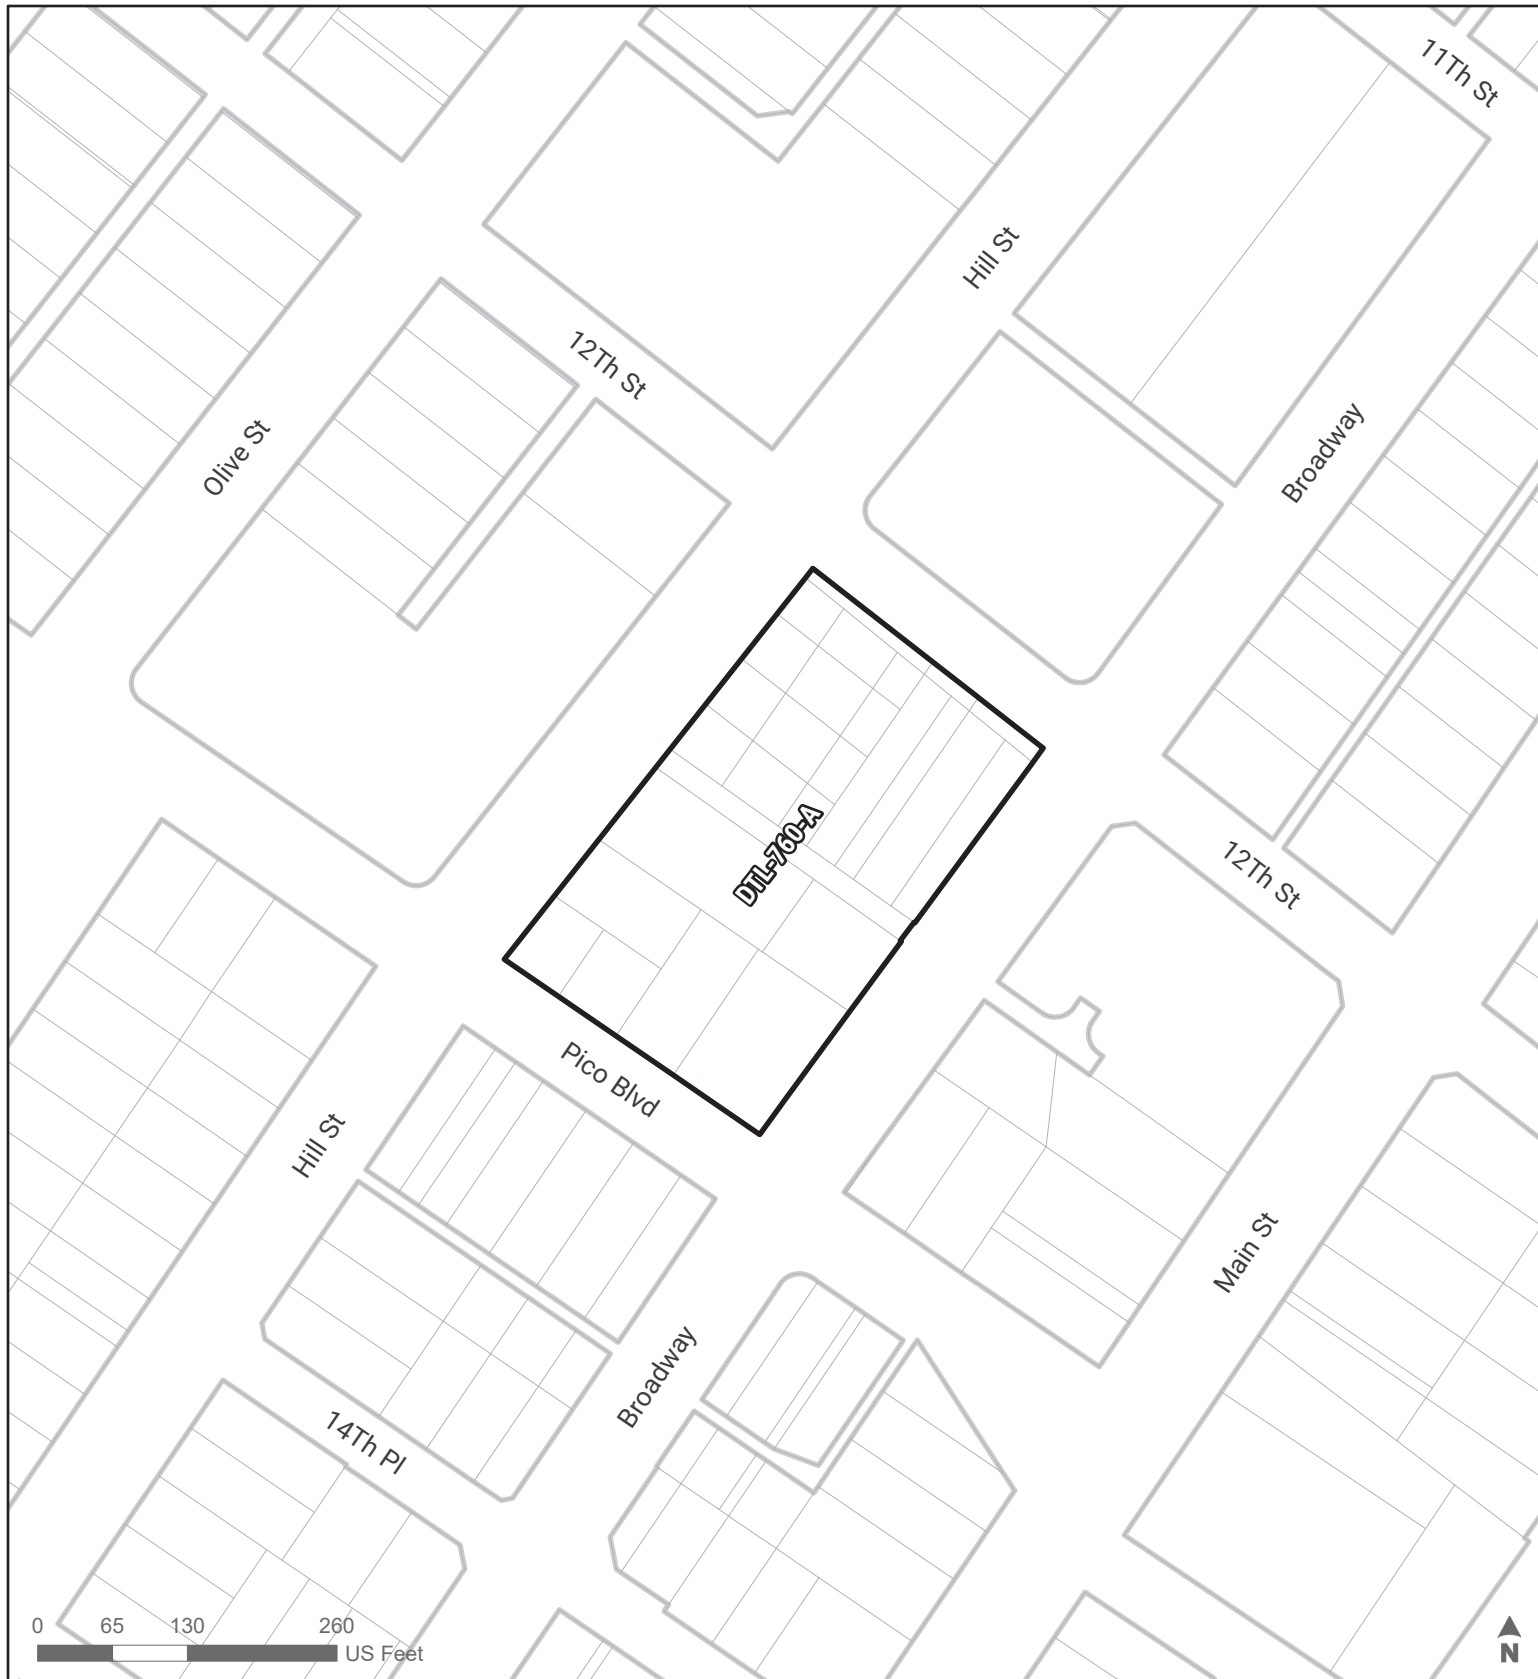 11Th St
Hill St
12Th St
Broadway
Olive St
DTL-760-A
12Th St
Pico Blvd
Hill St
Main St
Broadway
14Th Pl
0 65 130 260
US Feet
N